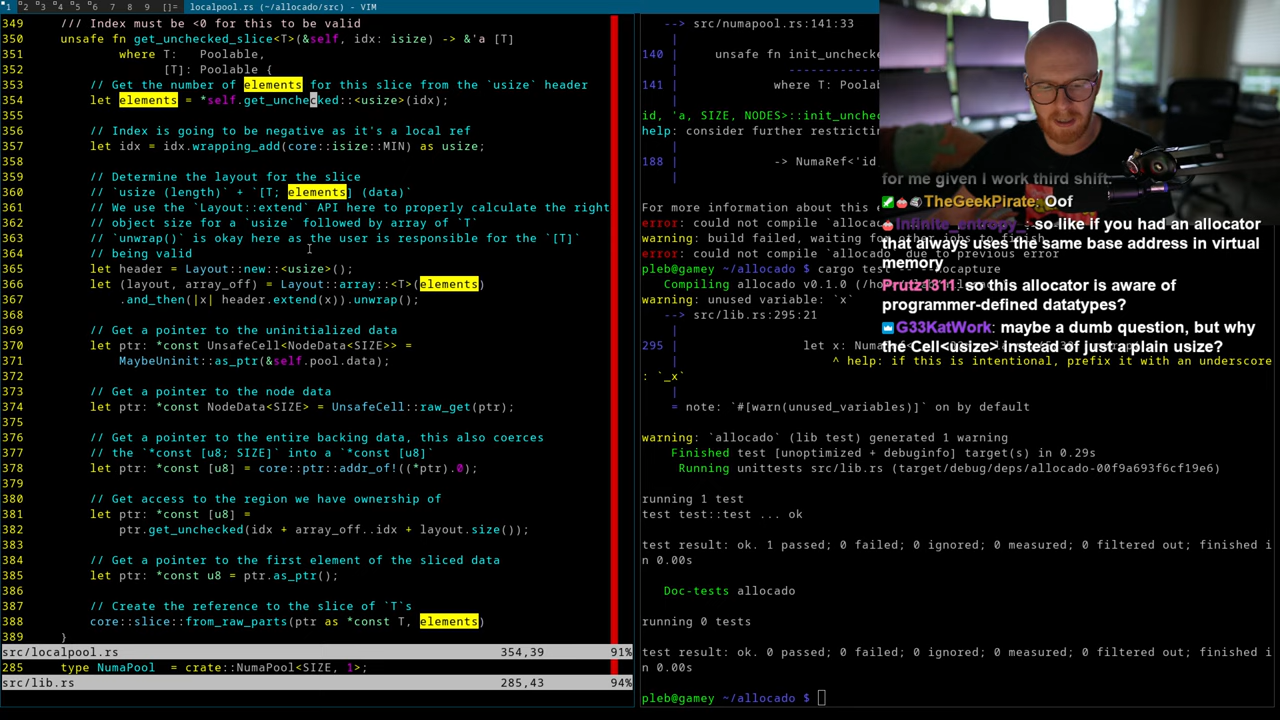 1 2 3 4 5 6 7 8 9 []= localpool.rs (~/allocado/src) - VIM
349     /// Index must be <0 for this to be valid
350     unsafe fn get_unchecked_slice<T>(&self, idx: isize) -> &'a [T]
351             where T:   Poolable,
352                   [T]: Poolable {
353         // Get the number of elements for this slice from the `usize` header
354         let elements = *self.get_unchecked::<usize>(idx);
355
356         // Index is going to be negative as it's a local ref
357         let idx = idx.wrapping_add(core::isize::MIN) as usize;
358
359         // Determine the layout for the slice
360         // `usize (length)` + `[T; elements] (data)`
361         // We use the `Layout::extend` API here to properly calculate the right
362         // object size for a `usize` followed by array of `T`
363         // `unwrap()` is okay here as the user is responsible for the `[T]`
364         // being valid
365         let header = Layout::new::<usize>();
366         let (layout, array_off) = Layout::array::<T>(elements)
367             .and_then(|x| header.extend(x)).unwrap();
368
369         // Get a pointer to the uninitialized data
370         let ptr: *const UnsafeCell<NodeData<SIZE>> =
371             MaybeUninit::as_ptr(&self.pool.data);
372
373         // Get a pointer to the node data
374         let ptr: *const NodeData<SIZE> = UnsafeCell::raw_get(ptr);
375
376         // Get a pointer to the entire backing data, this also coerces
377         // the `*const [u8; SIZE]` into a `*const [u8]`
378         let ptr: *const [u8] = core::ptr::addr_of!((*ptr).0);
379
380         // Get access to the region we have ownership of
381         let ptr: *const [u8] =
382             ptr.get_unchecked(idx + array_off..idx + layout.size());
383
384         // Get a pointer to the first element of the sliced data
385         let ptr: *const u8 = ptr.as_ptr();
386
387         // Create the reference to the slice of `T`s
388         core::slice::from_raw_parts(ptr as *const T, elements)
389     }
src/localpool.rs 354,39 91%
285     type NumaPool  = crate::NumaPool<SIZE, 1>;
src/lib.rs 285,43 94%
--> src/numapool.rs:141:33
|
140 | unsafe fn init_unchecke
| -----------
141 | where T: Poolab
id, 'a, SIZE, NODES>::init_unchec
help: consider further restrictin
|
188 | -> NumaRef<'id
|
For more information about this e
error: could not compile `allocad
warning: build failed, waiting for other jobs to finish
error: could not compile `allocado` due to previous error
pleb@gamey ~/allocado $ cargo test -- --nocapture
Compiling allocado v0.1.0 (/ho
warning: unused variable: `x`
--> src/lib.rs:295:21
|
295 | let x: Numa
| ^ help: if this is intentional, prefix it with an underscore
: `_x`
|
= note: `#[warn(unused_variables)]` on by default
warning: `allocado` (lib test) generated 1 warning
Finished test [unoptimized + debuginfo] target(s) in 0.29s
Running unittests src/lib.rs (target/debug/deps/allocado-00f9a693f6cf19e6)
running 1 test
test test::test ... ok
test result: ok. 1 passed; 0 failed; 0 ignored; 0 measured; 0 filtered out; finished i
n 0.00s
Doc-tests allocado
running 0 tests
test result: ok. 0 passed; 0 failed; 0 ignored; 0 measured; 0 filtered out; finished i
n 0.00s
pleb@gamey ~/allocado $
for me given I work third shift.
TheGeekPirate: Oof
Infinite_entropy_: so like if you had an allocator
that always uses the same base address in virtual
memory
Prutz1311: so this allocator is aware of
programmer-defined datatypes?
G33KatWork: maybe a dumb question, but why
the Cell<usize> instead of just a plain usize?